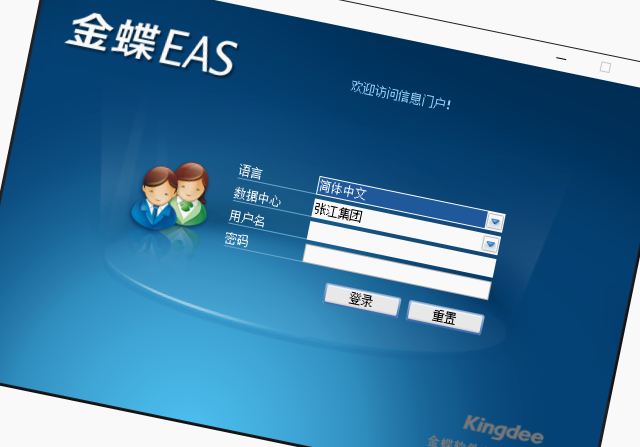 金蝶EAS
欢迎访问信息门户!
语言 简体中文
数据中心 张江集团
用户名
密码
登录 重置
Kingdee
金蝶软件